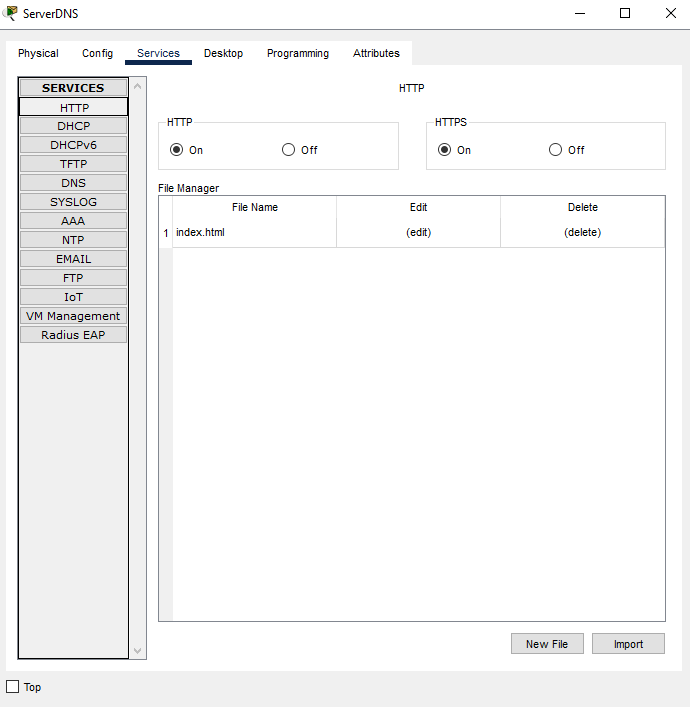 ServerDNS
Physical Config Services Desktop Programming Attributes
SERVICES
HTTP
DHCP
DHCPv6
TFTP
DNS
SYSLOG
AAA
NTP
EMAIL
FTP
IoT
VM Management
Radius EAP
HTTP
HTTP
On Off
HTTPS
On Off
File Manager
File Name Edit Delete
1 index.html (edit) (delete)
New File Import
Top